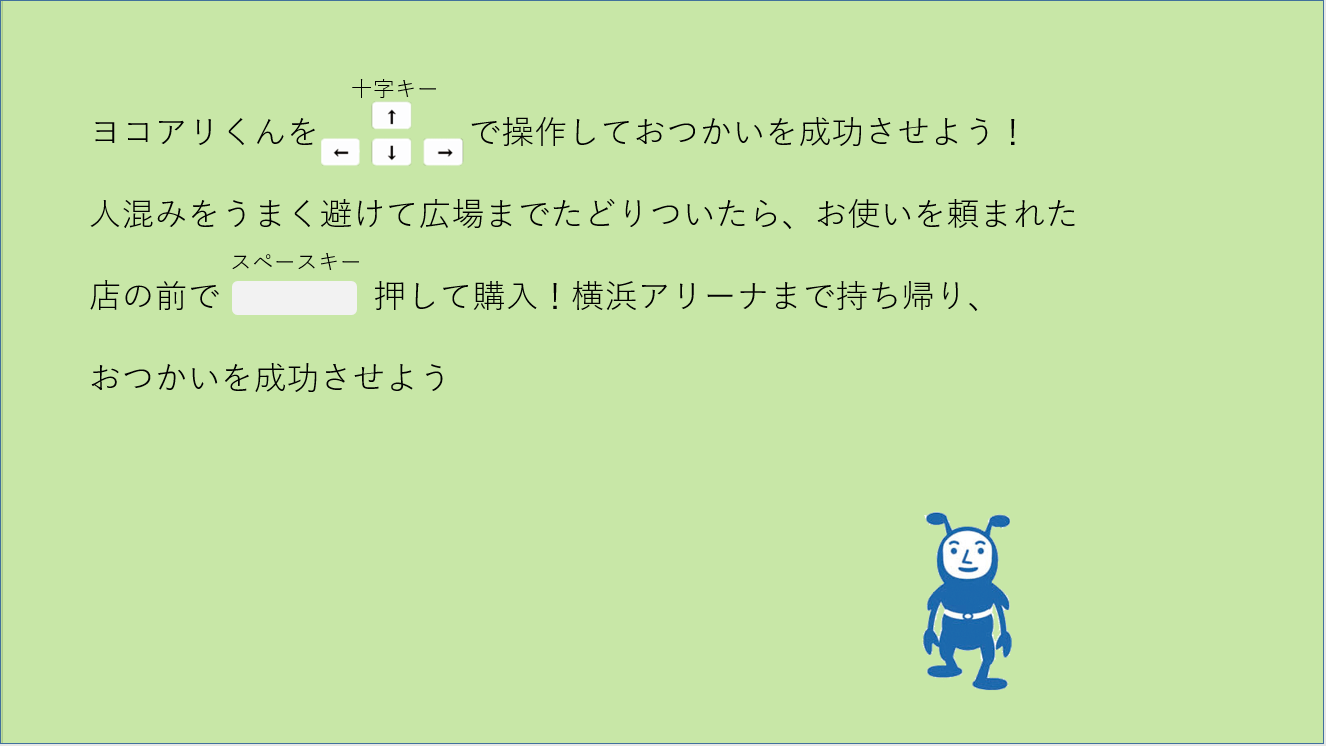 十字キー
ヨコアリくんを ↑ で操作しておつかいを成功させよう！
← ↓ →
人混みをうまく避けて広場までたどりついたら、お使いを頼まれた
スペースキー
店の前で 押して購入！横浜アリーナまで持ち帰り、
おつかいを成功させよう